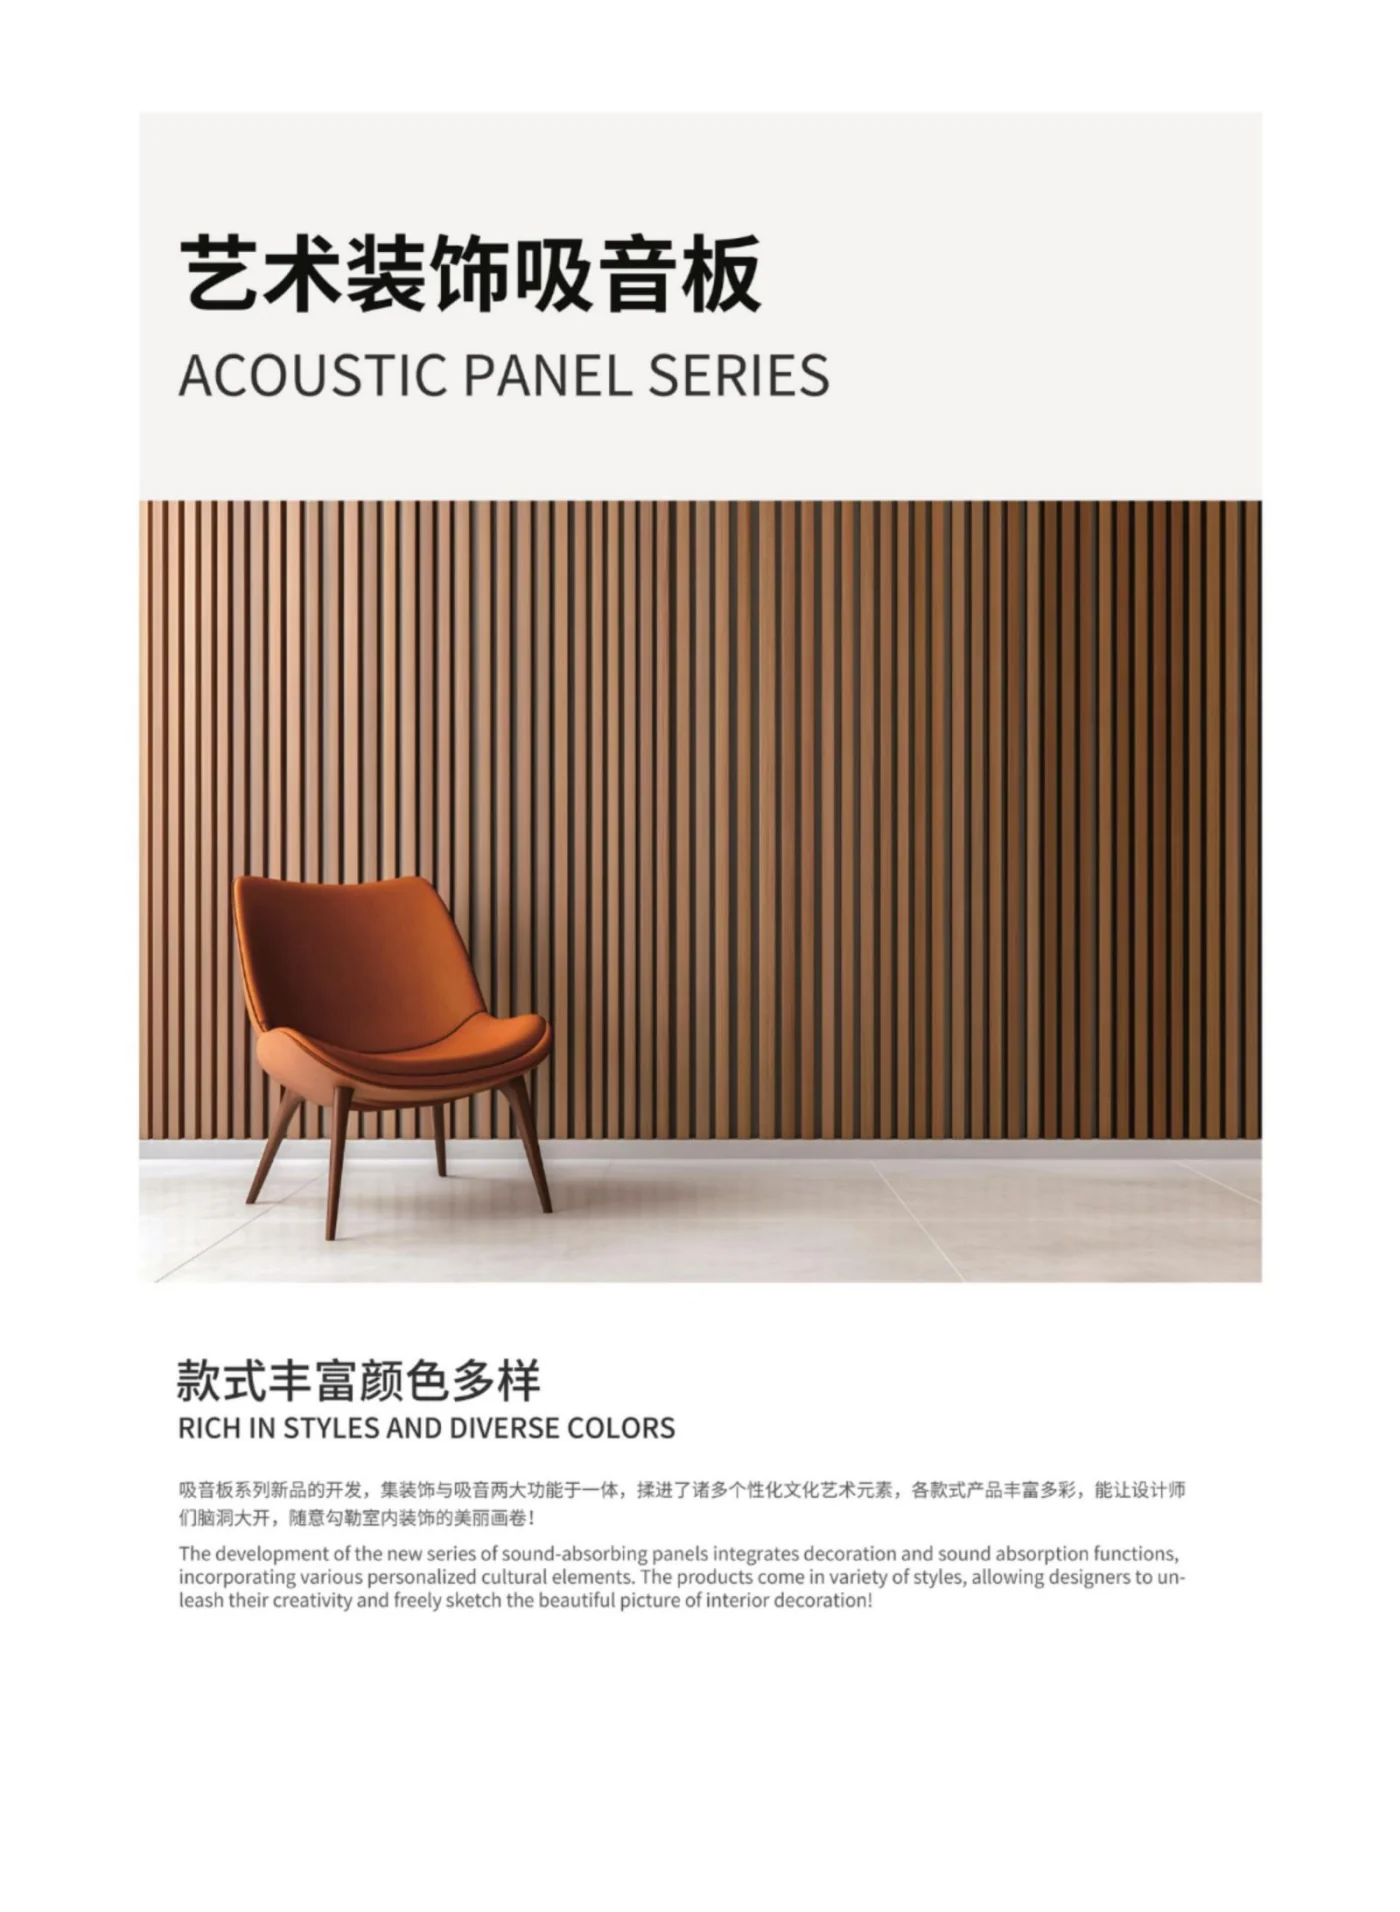 艺术装饰吸音板
ACOUSTIC PANEL SERIES
款式丰富颜色多样
RICH IN STYLES AND DIVERSE COLORS
吸音板系列新品的开发，集装饰与吸音两大功能于一体，揉进了诸多个性化文化艺术元素，各款式产品丰富多彩，能让设计师
们脑洞大开，随意勾勒室内装饰的美丽画卷！
The development of the new series of sound-absorbing panels integrates decoration and sound absorption functions,
incorporating various personalized cultural elements. The products come in variety of styles, allowing designers to un-
leash their creativity and freely sketch the beautiful picture of interior decoration!